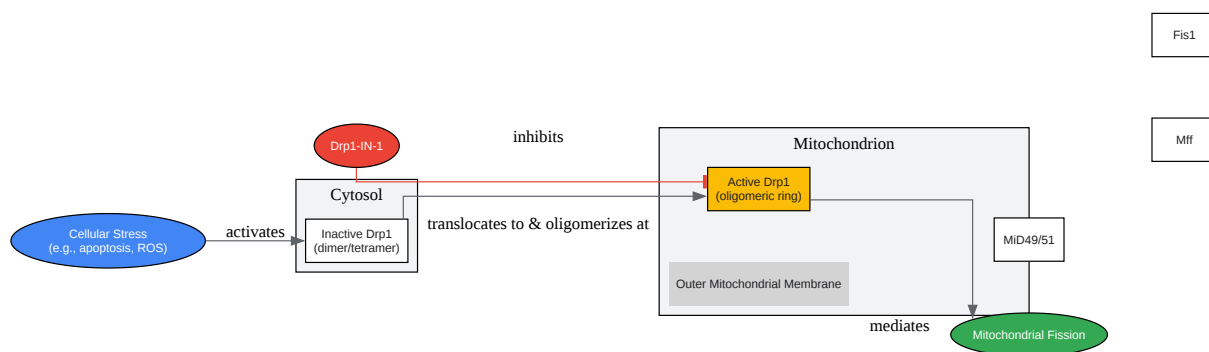 Fis1
Mff
inhibits
Drp1-IN-1
Mitochondrion
Cytosol
Active Drp1
(oligomeric ring)
translocates to & oligomerizes at
activates
Cellular Stress
(e.g., apoptosis, ROS)
Inactive Drp1
(dimer/tetramer)
MiD49/51
Outer Mitochondrial Membrane
mediates
Mitochondrial Fission